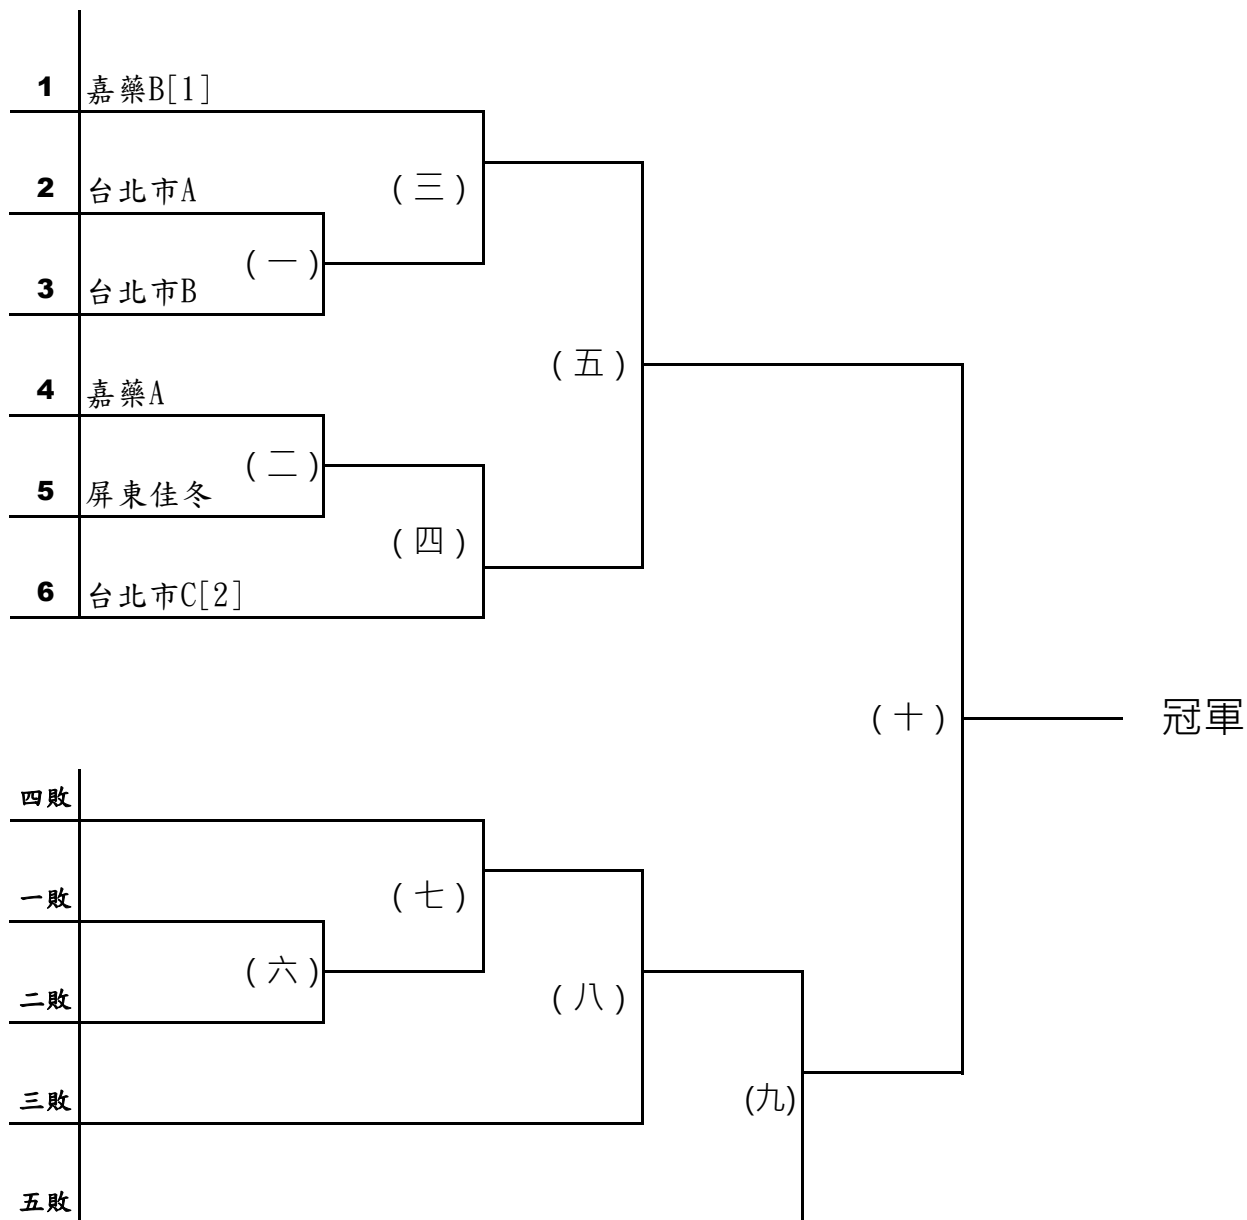 1 嘉藥B[1]
(三)
2 台北市A
(一)
3 台北市B
(五)
4 嘉藥A
(二)
5 屏東佳冬
(四)
6 台北市C[2]
(十) 冠軍
四敗
(七)
一敗
(六)
二敗
(八)
三敗
(九)
五敗